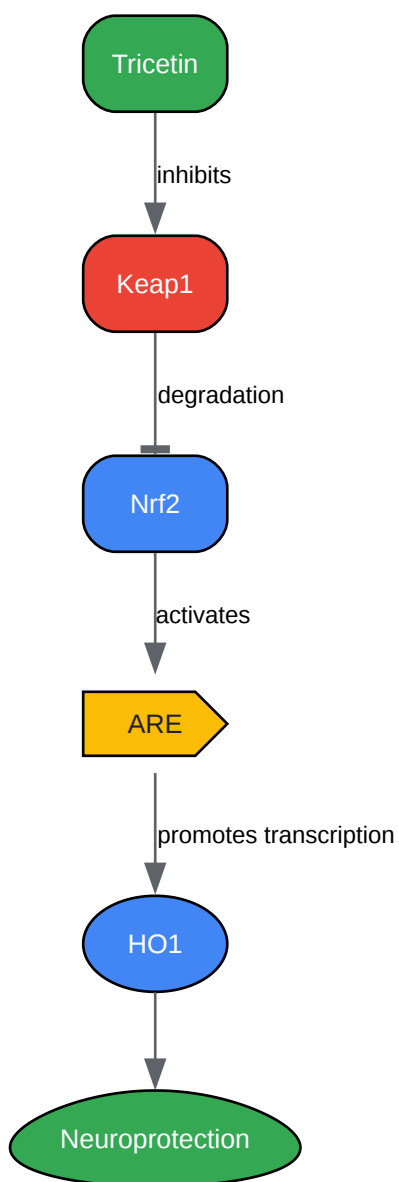 Tricetin
inhibits
Keap1
degradation
Nrf2
activates
ARE
promotes transcription
HO1
Neuroprotection